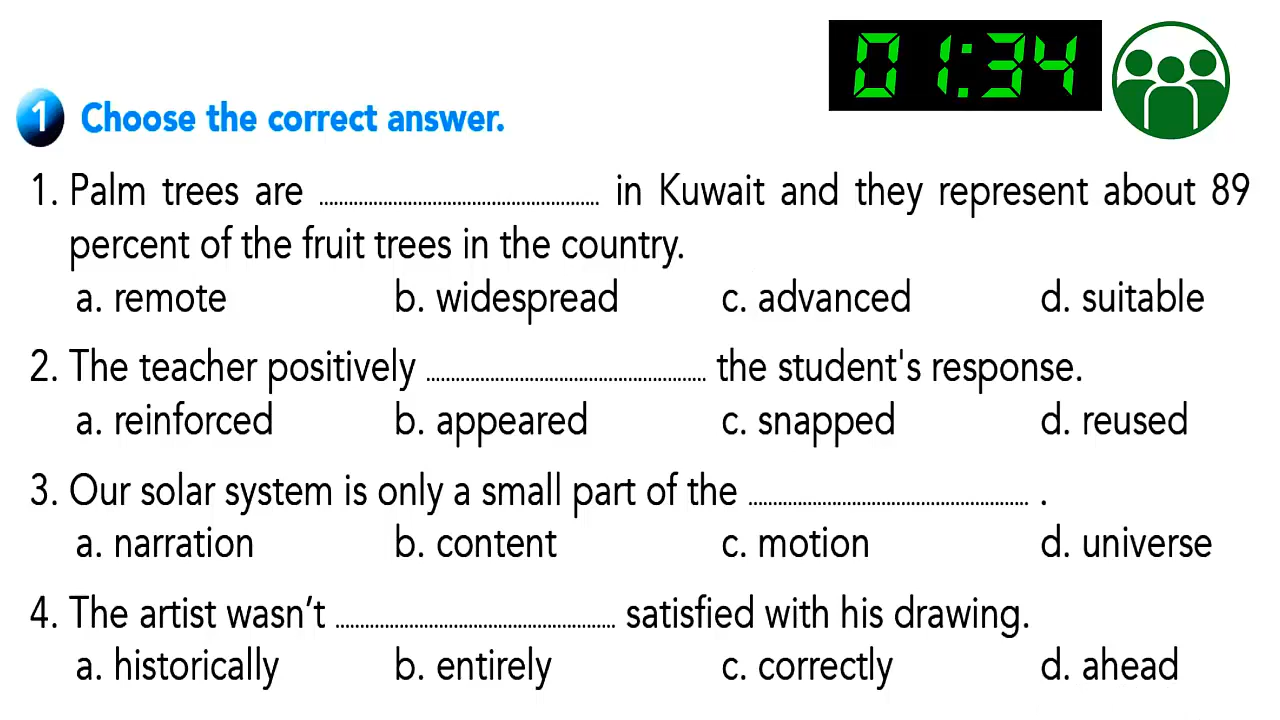 01:34
1 Choose the correct answer.
1. Palm trees are ........................................................ in Kuwait and they represent about 89
percent of the fruit trees in the country.
a. remote b. widespread c. advanced d. suitable
2. The teacher positively ........................................................ the student's response.
a. reinforced b. appeared c. snapped d. reused
3. Our solar system is only a small part of the ........................................................ .
a. narration b. content c. motion d. universe
4. The artist wasn’t ........................................................ satisfied with his drawing.
a. historically b. entirely c. correctly d. ahead